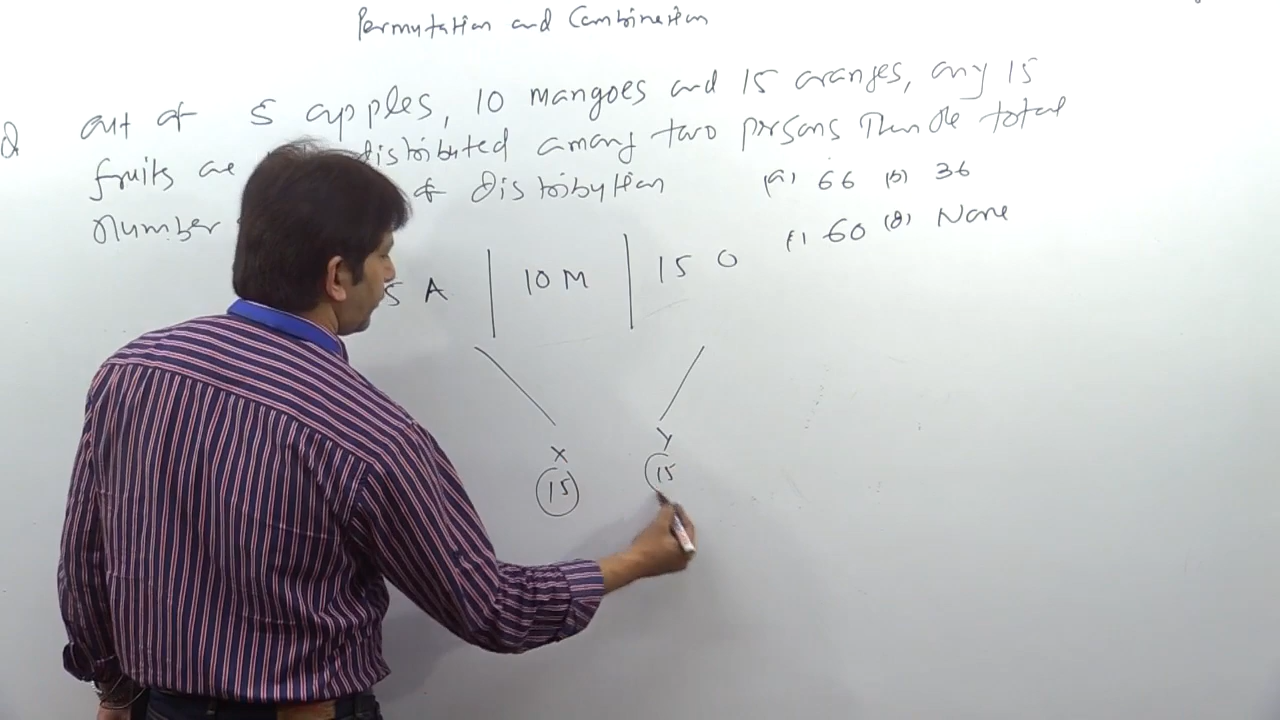 Permutation and Combination
Q out of 5 apples, 10 mangoes and 15 oranges, any 15
fruits are distributed among two persons Then the total
number of distribution (a) 66 (b) 36
(c) 60 (d) None
5 A | 10 M | 15 O
X Y
15 15